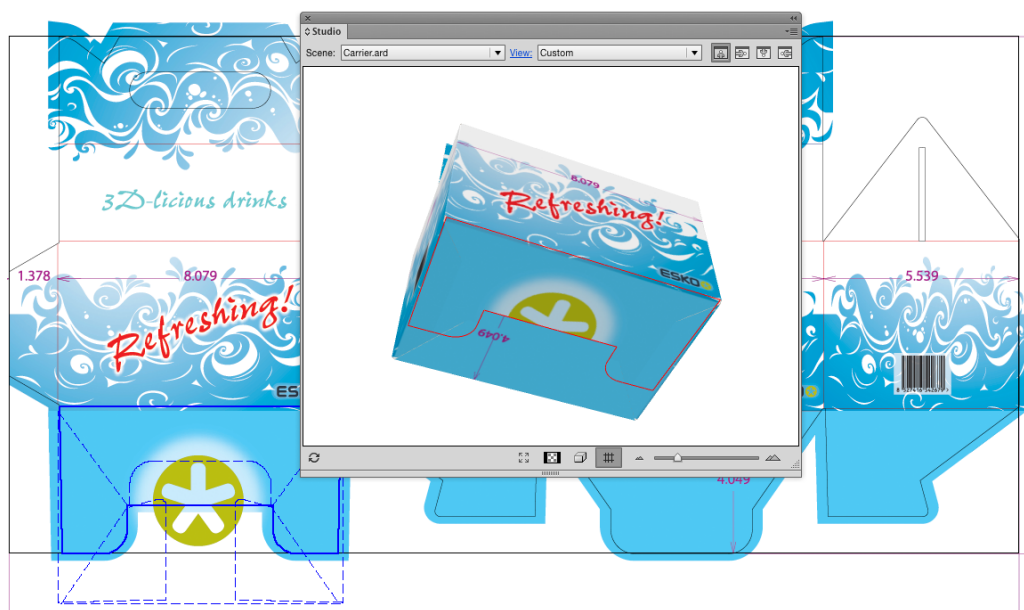 Studio
Scene: Carrier.ard View: Custom
8.079
Refreshing!
ESKO
4.049
3D-licious drinks
1.378 8.079
Refreshing!
ES
5.539
4.049